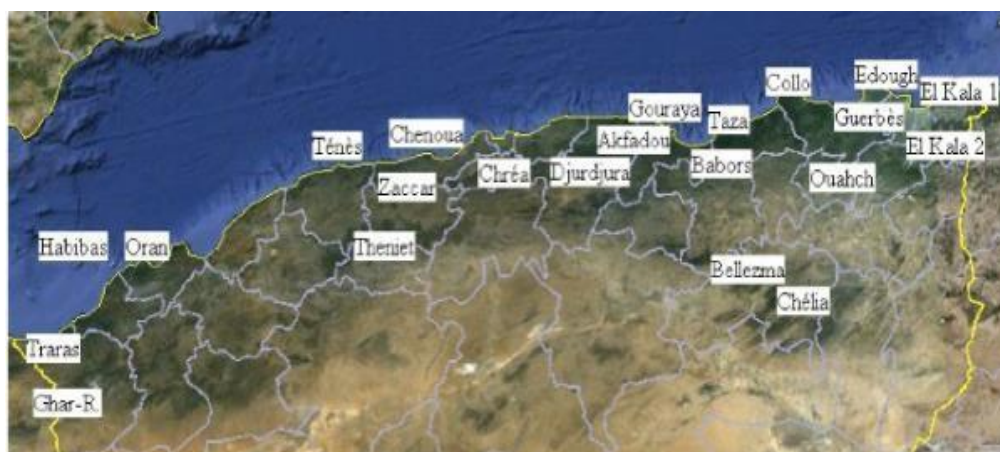 Edough
Collo
El Kala 1
Gouraya
Guerbès
Taza
Chenoua
Akfadou
Ténès
El Kala 2
Babors
Djurdjura
Chréa
Ouahch
Zaccar
Habibas
Oran
Theniet
Bellezma
Chélia
Traras
Ghar-R.